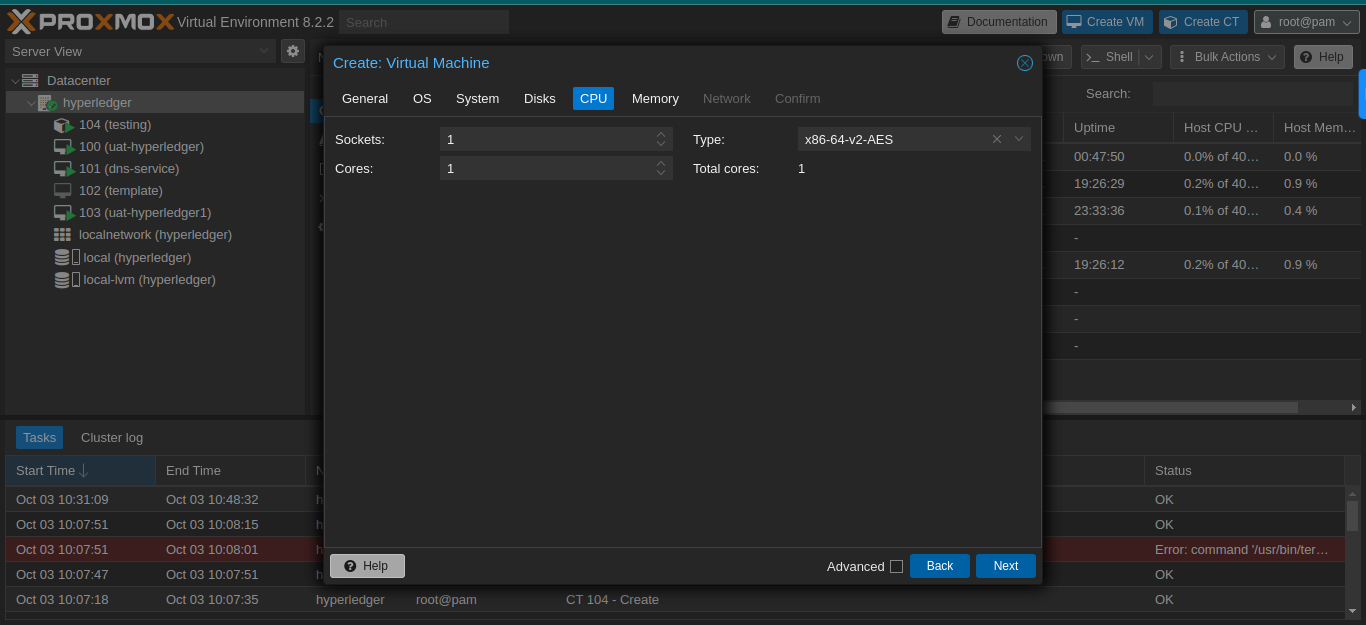 PROXMOX Virtual Environment 8.2.2 Search Documentation Create VM Create CT root@pam
Server View
own Shell Bulk Actions Help
Create: Virtual Machine
General OS System Disks CPU Memory Network Confirm
Sockets: 1 Type: x86-64-v2-AES
Cores: 1 Total cores: 1
Help Advanced Back Next
Datacenter
hyperledger
104 (testing)
100 (uat-hyperledger)
101 (dns-service)
102 (template)
103 (uat-hyperledger1)
localnetwork (hyperledger)
local (hyperledger)
local-lvm (hyperledger)
Search:
Uptime Host CPU ... Host Mem...
00:47:50 0.0% of 40... 0.0 %
19:26:29 0.2% of 40... 0.9 %
23:33:36 0.1% of 40... 0.4 %
-
19:26:12 0.2% of 40... 0.9 %
-
-
-
Tasks Cluster log
Start Time End Time N Status
Oct 03 10:31:09 Oct 03 10:48:32 h OK
Oct 03 10:07:51 Oct 03 10:08:15 h OK
Oct 03 10:07:51 Oct 03 10:08:01 h Error: command '/usr/bin/ter...
Oct 03 10:07:47 Oct 03 10:07:51 h OK
Oct 03 10:07:18 Oct 03 10:07:35 hyperledger root@pam CT 104 - Create OK